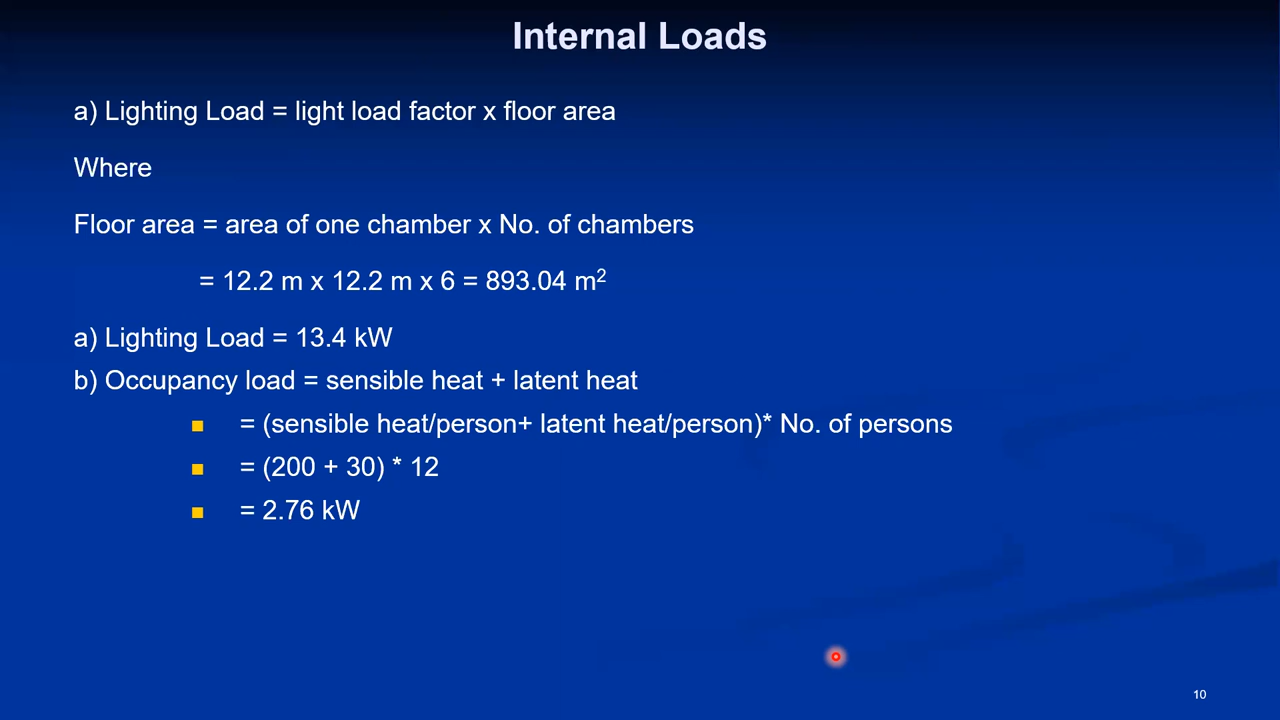 Internal Loads
a) Lighting Load = light load factor x floor area
Where
Floor area = area of one chamber x No. of chambers
= 12.2 m x 12.2 m x 6 = 893.04 m²
a) Lighting Load = 13.4 kW
b) Occupancy load = sensible heat + latent heat
= (sensible heat/person+ latent heat/person)* No. of persons
= (200 + 30) * 12
= 2.76 kW
10